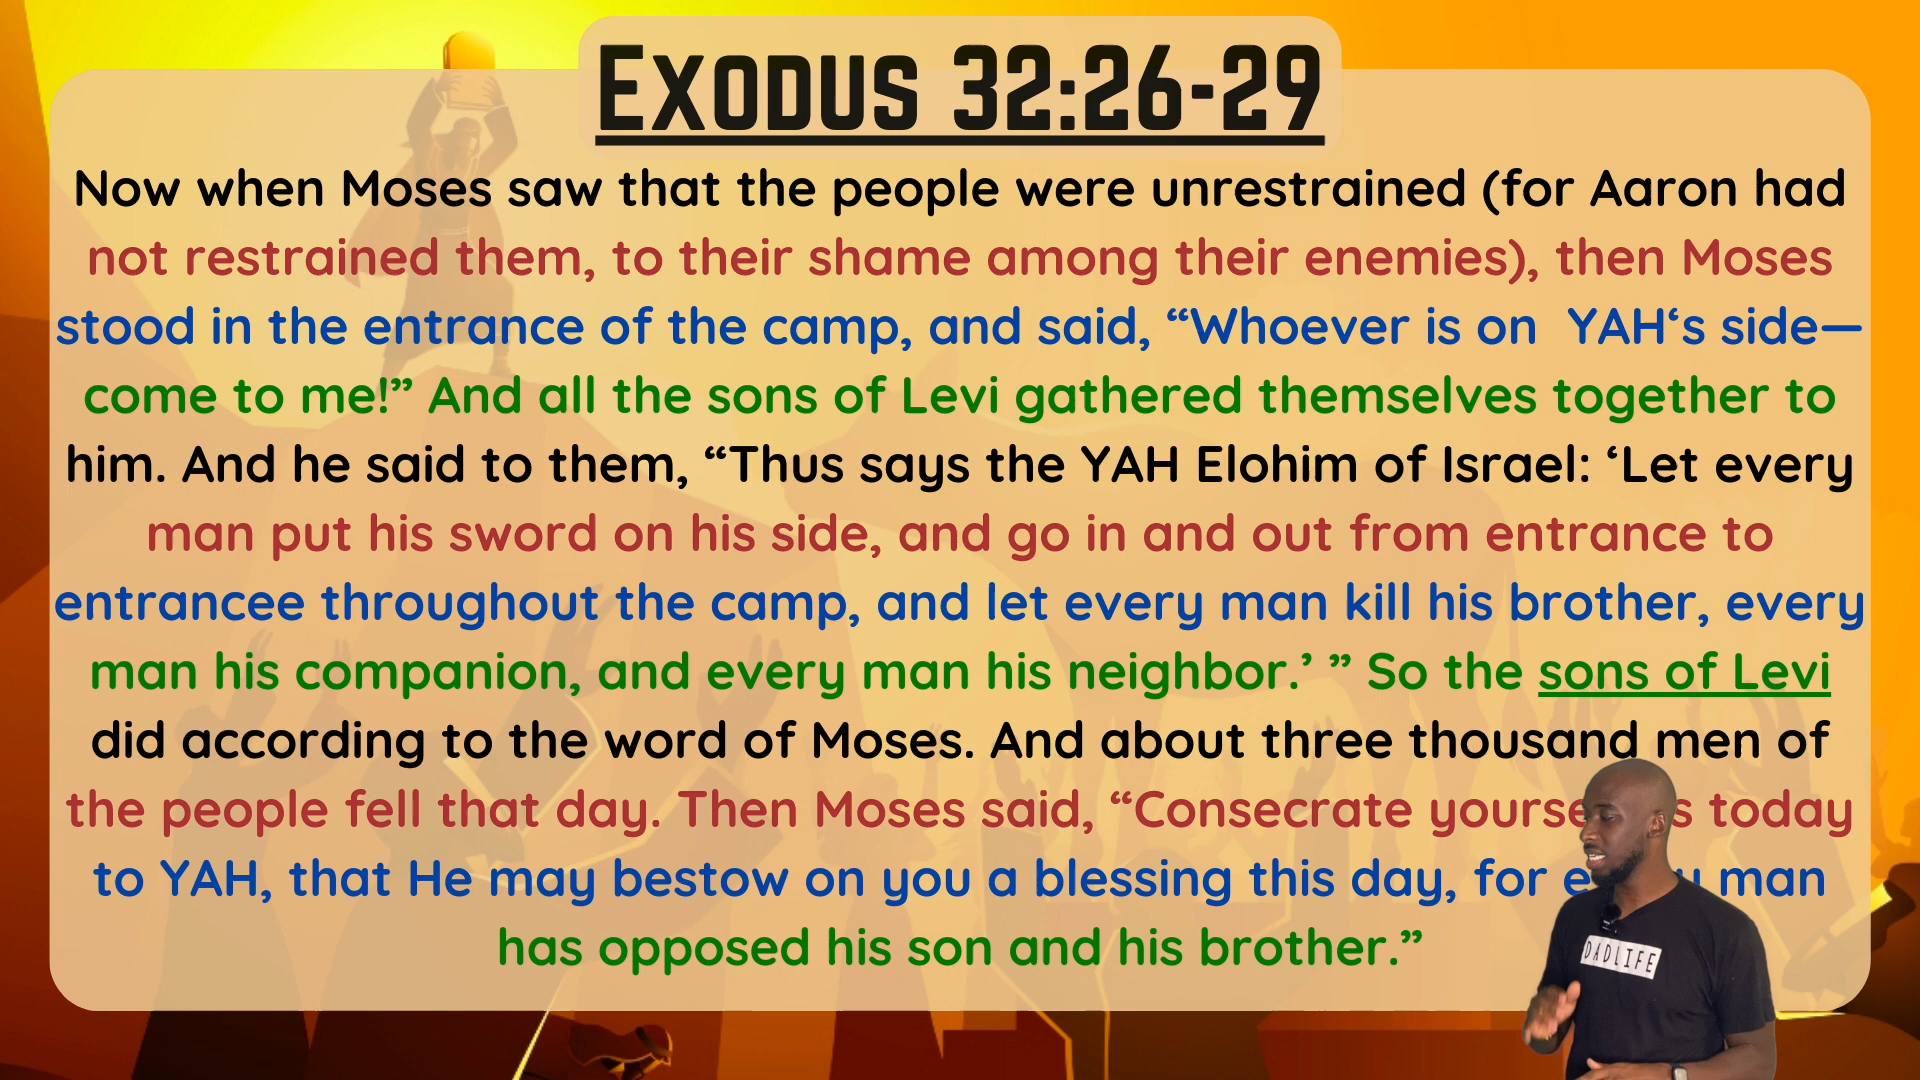 Exodus 32:26-29
Now when Moses saw that the people were unrestrained (for Aaron had
not restrained them, to their shame among their enemies), then Moses
stood in the entrance of the camp, and said, “Whoever is on  YAH‘s side—
come to me!” And all the sons of Levi gathered themselves together to
him. And he said to them, “Thus says the YAH Elohim of Israel: ‘Let every
man put his sword on his side, and go in and out from entrance to
entrancee throughout the camp, and let every man kill his brother, every
man his companion, and every man his neighbor.’ ” So the sons of Levi
did according to the word of Moses. And about three thousand men of
the people fell that day. Then Moses said, “Consecrate today
to YAH, that He may bestow on you a blessing this day, for man
has opposed his son and his brother.”
DADLIFE